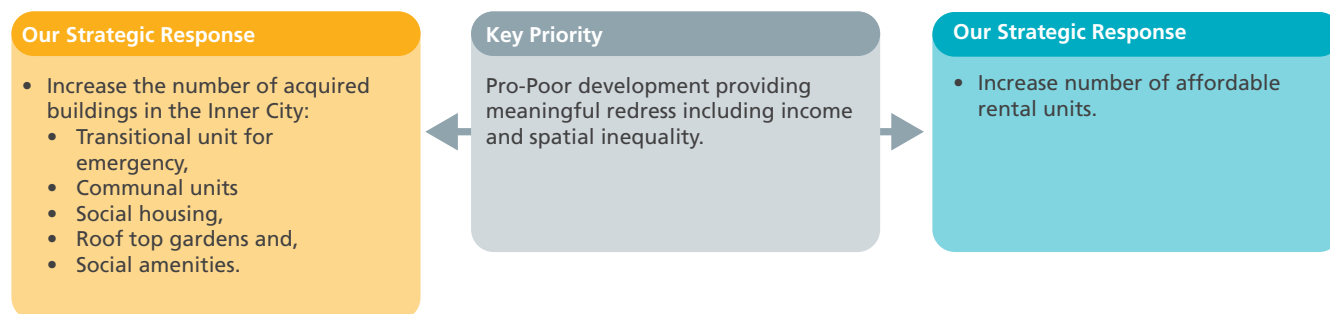 Our Strategic Response
• Increase the number of acquired
buildings in the Inner City:
• Transitional unit for
emergency,
• Communal units
• Social housing,
• Roof top gardens and,
• Social amenities.
Key Priority
Pro-Poor development providing
meaningful redress including income
and spatial inequality.
Our Strategic Response
• Increase number of affordable
rental units.